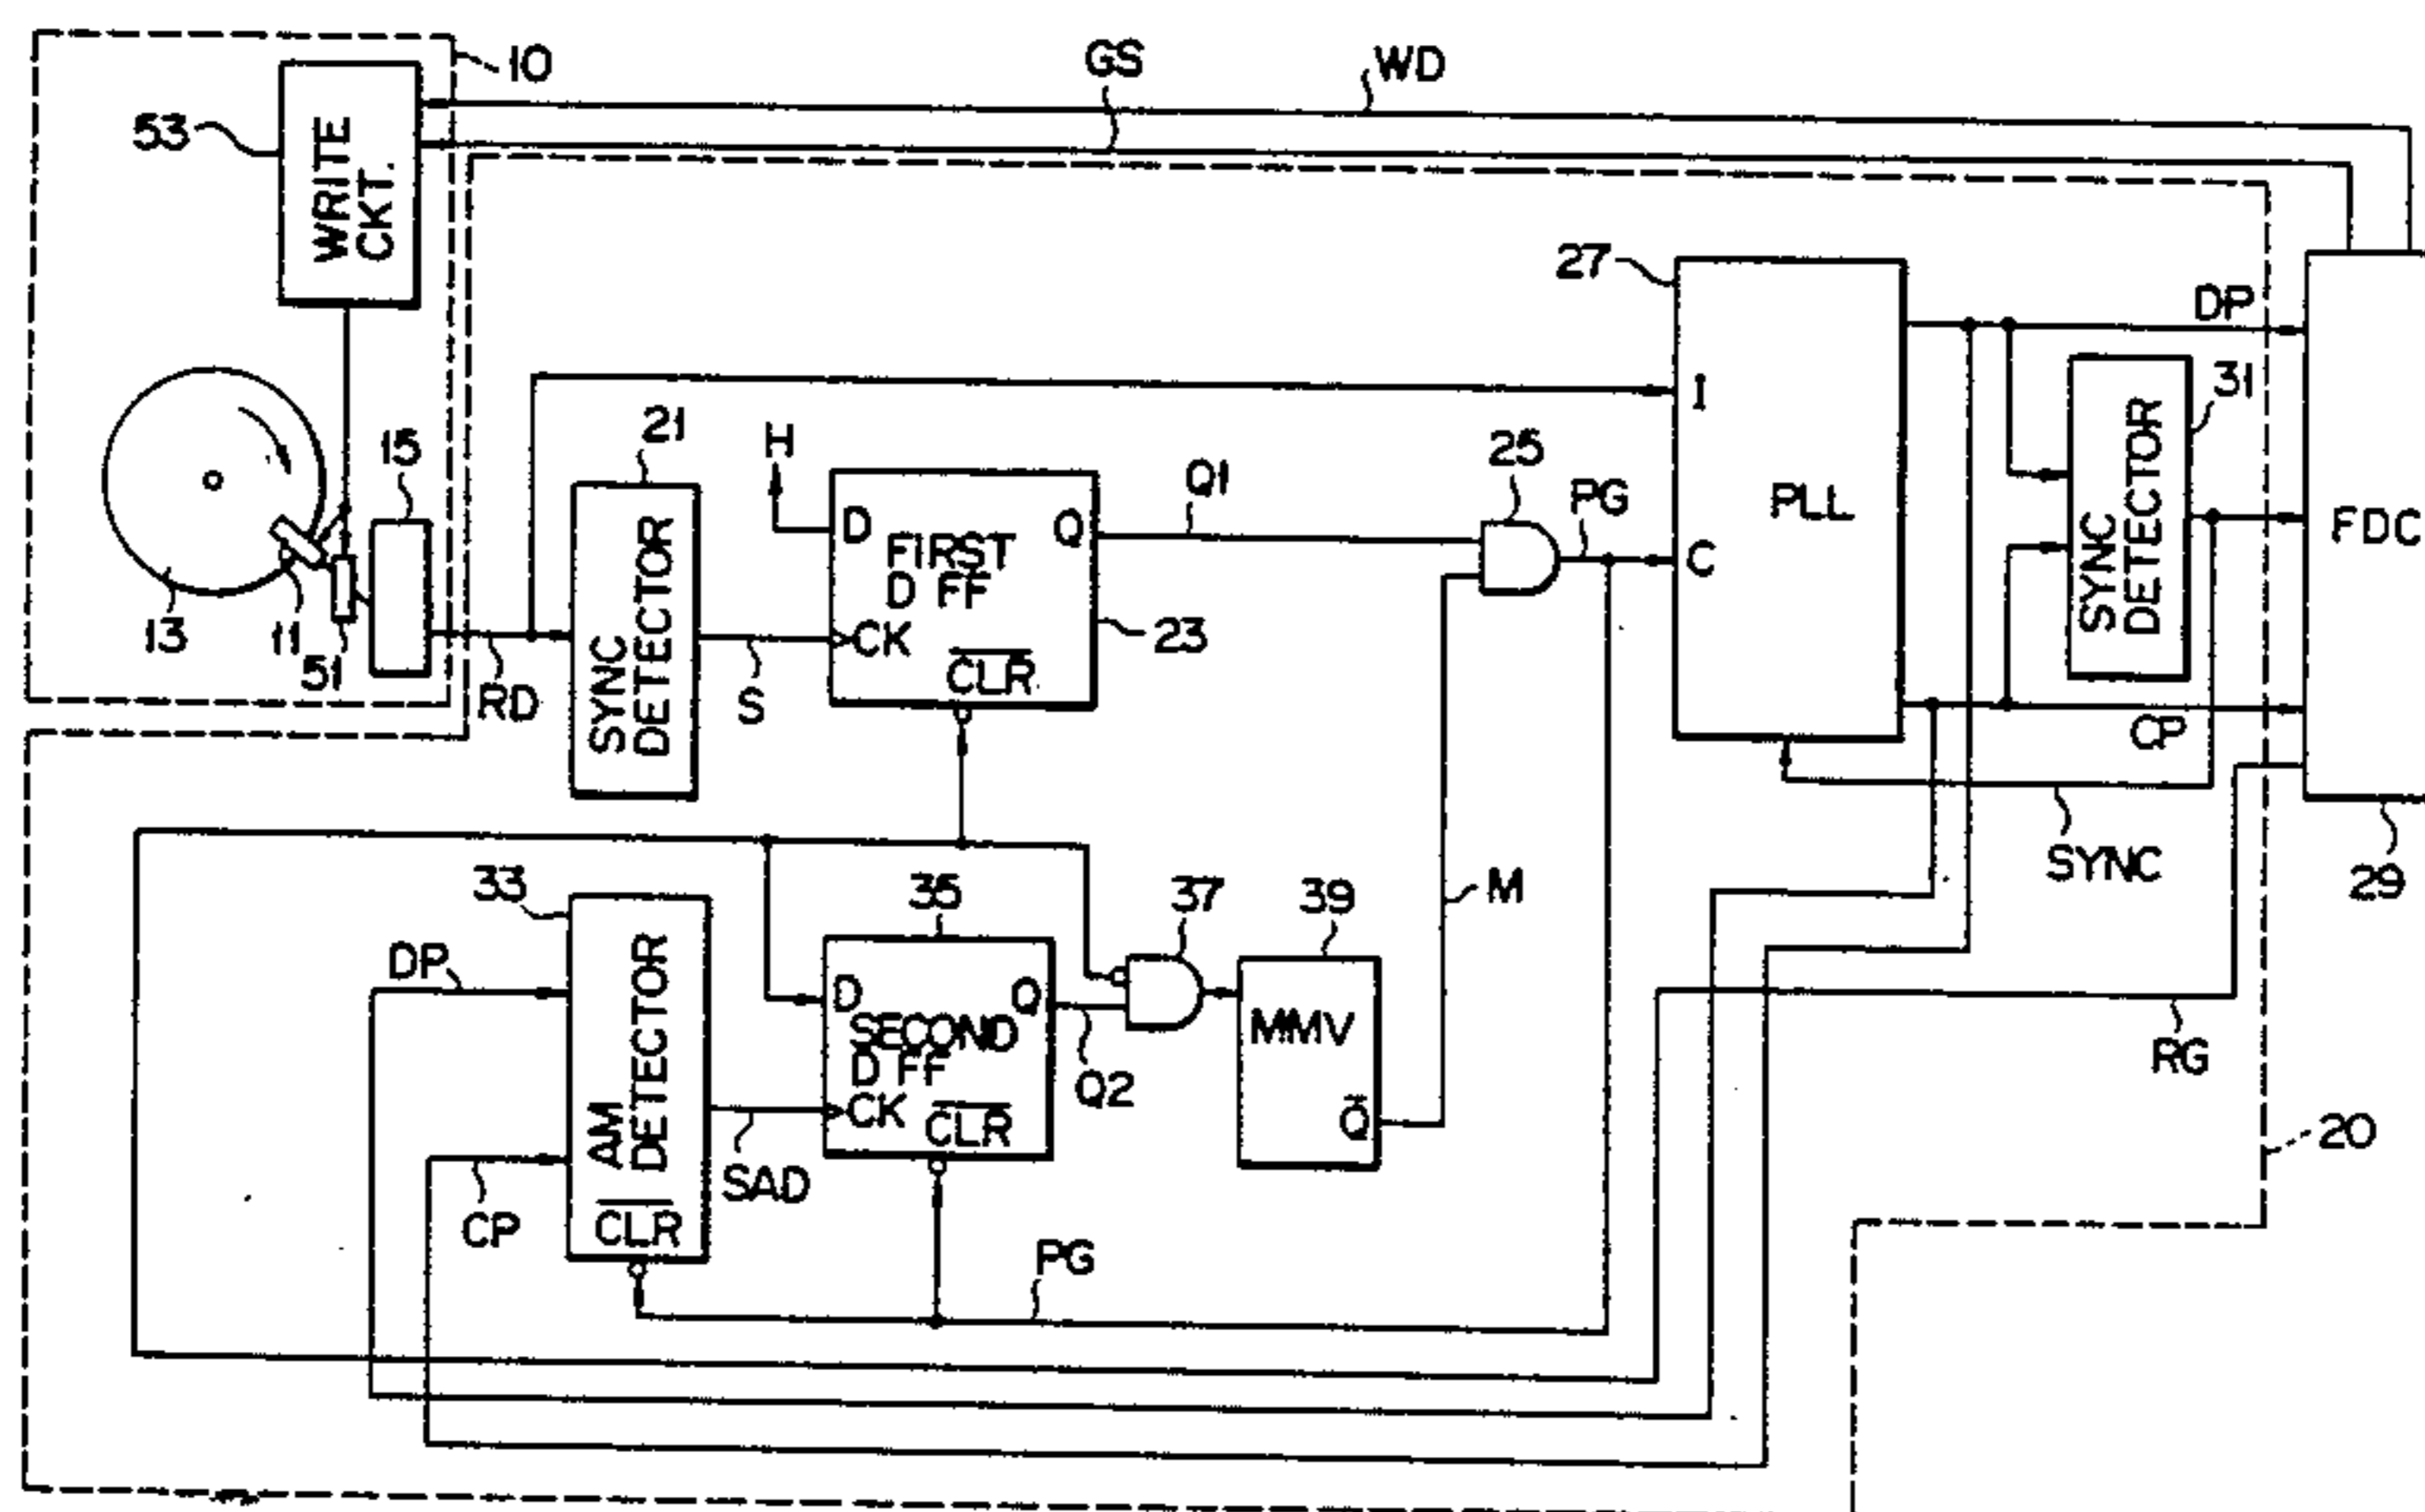 10
GS
WD
53
WRITE
CKT.
27
DP
I
31
21
H
15
25
Q1
PG
D
Q
FIRST
D FF
CK
CLR
23
PLL
C
SYNC
DETECTOR
FDC
13
11
51
RD
SYNC
DETECTOR
S
CP
SYNC
29
33
35
37
39
M
DP
AM
DETECTOR
CLR
D
Q
SECOND
D FF
CK
CLR
Q2
MMV
Q̅
RG
20
CP
SAD
PG